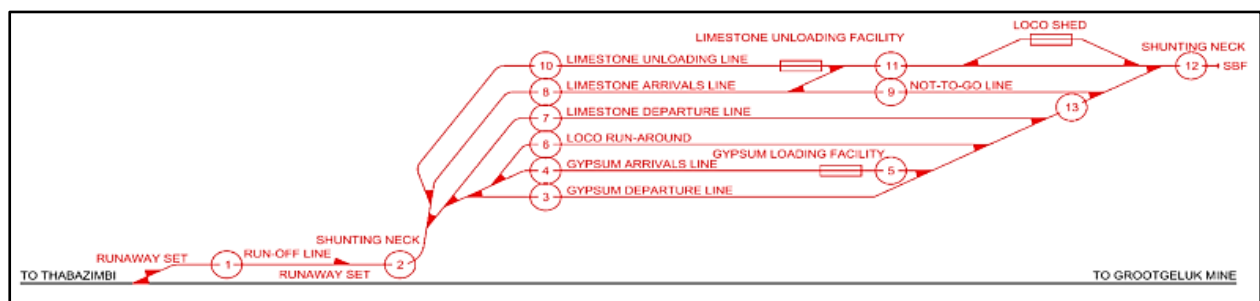 LOCO SHED
LIMESTONE UNLOADING FACILITY
SHUNTING NECK
10 LIMESTONE UNLOADING LINE
11
12
SBF
8 LIMESTONE ARRIVALS LINE
9 NOT-TO-GO LINE
13
7 LIMESTONE DEPARTURE LINE
6 LOCO RUN-AROUND
GYPSUM LOADING FACILITY
4 GYPSUM ARRIVALS LINE
5
3 GYPSUM DEPARTURE LINE
SHUNTING NECK
RUNAWAY SET
1
RUN-OFF LINE
2
TO THABAZIMBI
RUNAWAY SET
TO GROOTGELUK MINE